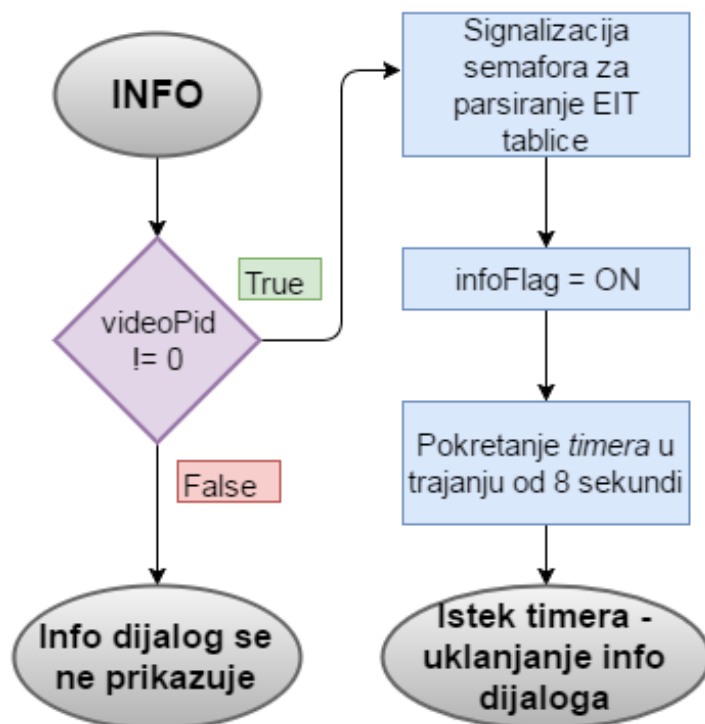 INFO
videoPid
!= 0
True
False
Info dijalog se
ne prikazuje
Signalizacija
semafora za
parsiranje EIT
tablice
infoFlag = ON
Pokretanje timera u
trajanju od 8 sekundi
Istek timera -
uklanjanje info
dijaloga